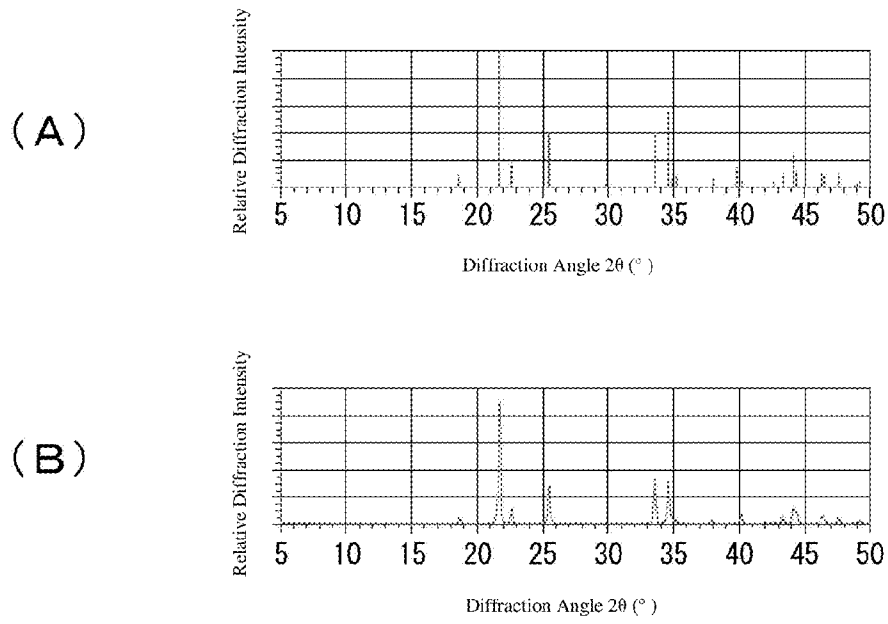 (A)
Relative Diffraction Intensity
5 10 15 20 25 30 35 40 45 50
Diffraction Angle 2θ (°)
(B)
Relative Diffraction Intensity
5 10 15 20 25 30 35 40 45 50
Diffraction Angle 2θ (°)